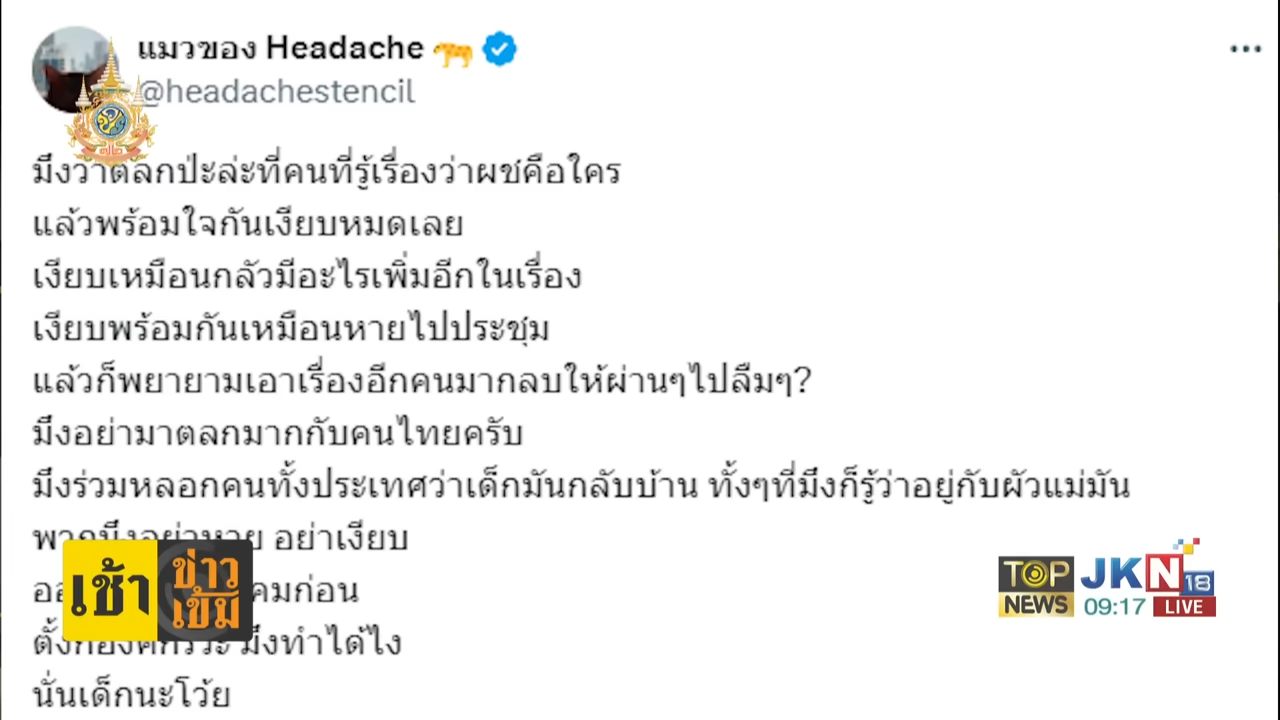 แมวของ Headache
@headachestencil
มึงว่าตลกป่ะล่ะที่คนที่รู้เรื่องว่าผชคือใคร
แล้วพร้อมใจกันเงียบหมดเลย
เงียบเหมือนกลัวมีอะไรเพิ่มอีกในเรื่อง
เงียบพร้อมกันเหมือนหายไปประชุม
แล้วก็พยายามเอาเรื่องอีกคนมากลบให้ผ่านๆไปลืมๆ?
มึงอย่ามาตลกมากกับคนไทยครับ
มึงร่วมหลอกคนทั้งประเทศว่าเด็กมันกลับบ้าน ทั้งๆที่มึงก็รู้ว่าอยู่กับผัวแม่มัน
พวกมึงอย่าหาย อย่าเงียบ
คมก่อน
มึงทำได้ไง
นั่นเด็กนะโว้ย
เช้า ข่าว เข้ม
TOP NEWS
JKN 18
09:17 LIVE